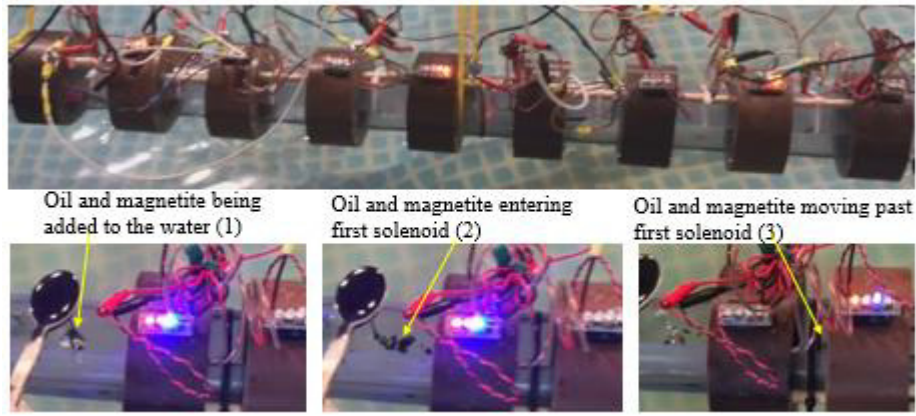 Oil and magnetite being
added to the water (1)
Oil and magnetite entering
first solenoid (2)
Oil and magnetite moving past
first solenoid (3)